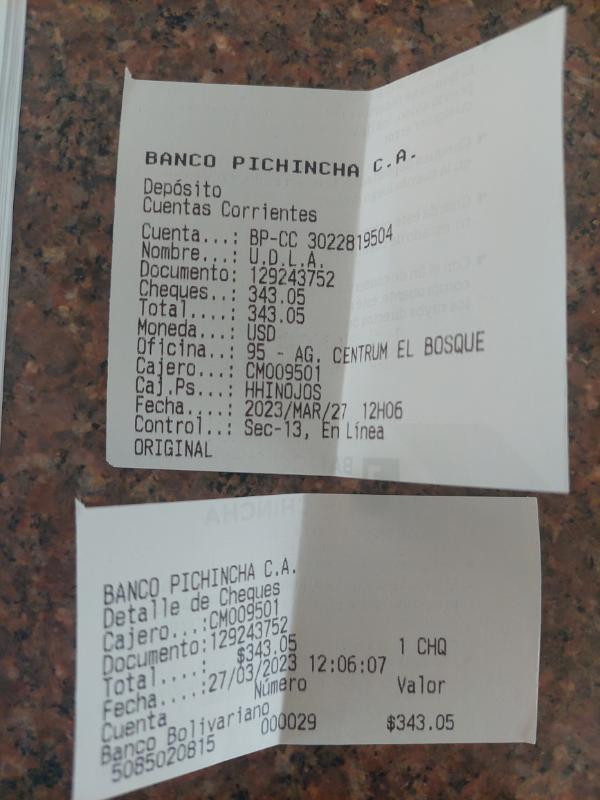 BANCO PICHINCHA C.A.
Depósito
Cuentas Corrientes
Cuenta...: BP-CC 3022819504
Nombre...: U.D.L.A.
Documento: 129243752
Cheques..: 343.05
Total....: 343.05
Moneda...: USD
Oficina..: 95 - AG. CENTRUM EL BOSQUE
Cajero...: CM009501
Caj.Ps...: HHINOJOS
Fecha....: 2023/MAR/27 12H06
Control..: Sec-13, En Línea
ORIGINAL
BANCO PICHINCHA C.A.
Detalle de Cheques
Cajero...:CM009501
Documento:129243752
Total....: $343.05 1 CHQ
Fecha....:27/03/2023 12:06:07
Cuenta Número Valor
Banco Bolivariano
5085020815 000029 $343.05